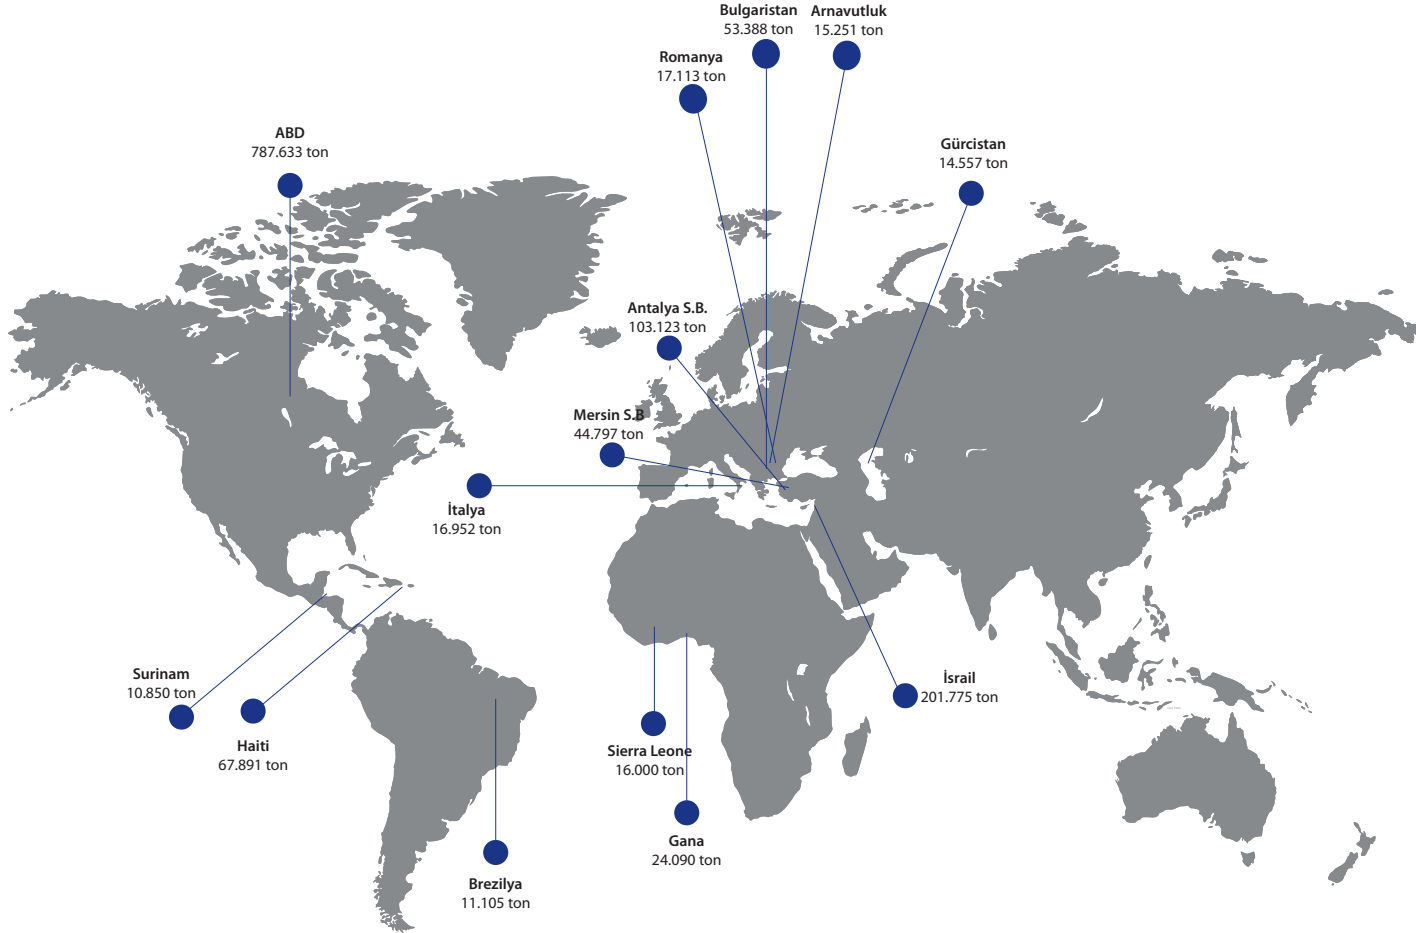 Bulgaristan
53.388 ton
Arnavutluk
15.251 ton
Romanya
17.113 ton
ABD
787.633 ton
Gürcistan
14.557 ton
Antalya S.B.
103.123 ton
Mersin S.B
44.797 ton
İtalya
16.952 ton
Surinam
10.850 ton
Haiti
67.891 ton
İsrail
201.775 ton
Sierra Leone
16.000 ton
Gana
24.090 ton
Brezilya
11.105 ton